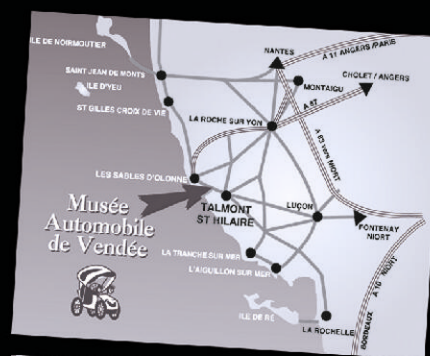 ILE DE NOIRMOUTIER
NANTES
A 11 ANGERS /PARIS
SAINT JEAN DE MONTS
MONTAIGU
CHOLET / ANGERS
ILE D'YEU
A 87
ST GILLES CROIX DE VIE
LA ROCHE SUR YON
A 83 vers NIORT
LES SABLES D'OLONNE
Musée
Automobile
de Vendée
TALMONT
ST HILAIRE
LUÇON
FONTENAY
NIORT
LA TRANCHE SUR MER
L'AIGUILLON SUR MER
A 10 NIORT
BORDEAUX
ILE DE RÉ
LA ROCHELLE